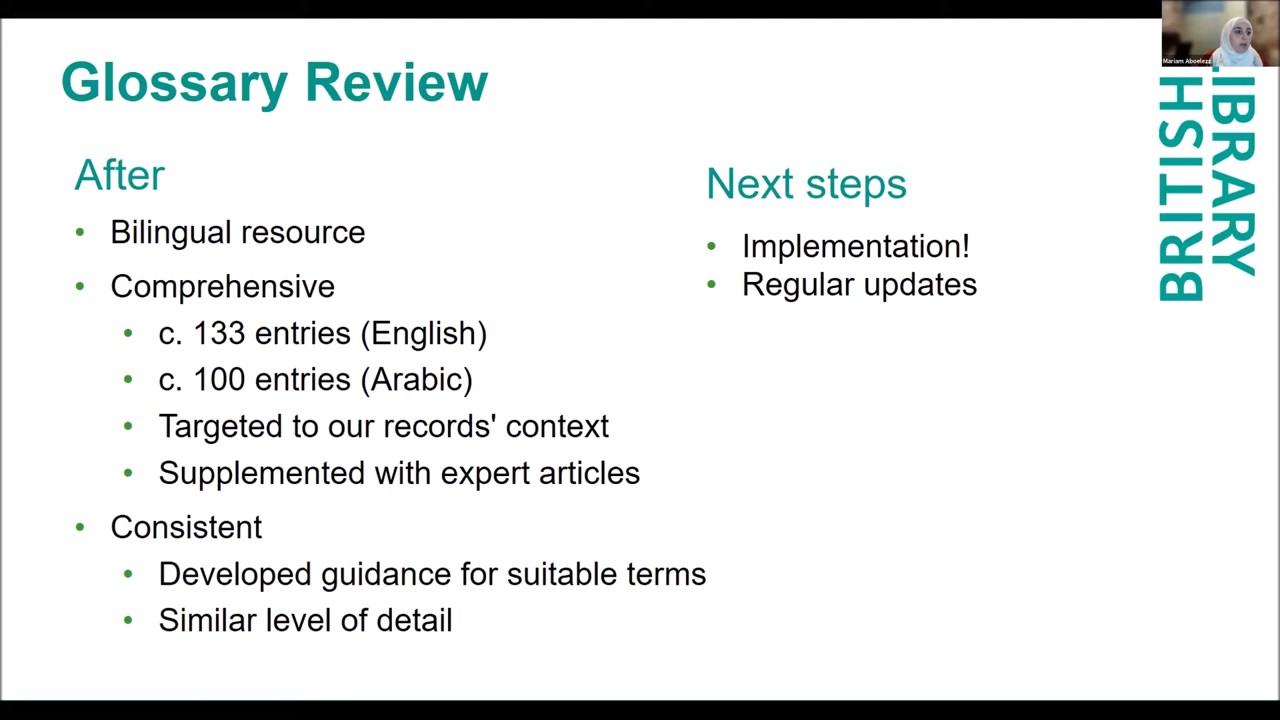 Glossary Review
After
• Bilingual resource
• Comprehensive
• c. 133 entries (English)
• c. 100 entries (Arabic)
• Targeted to our records' context
• Supplemented with expert articles
• Consistent
• Developed guidance for suitable terms
• Similar level of detail
Next steps
• Implementation!
• Regular updates
Mariam Aboelezz
BRITISH
LIBRARY